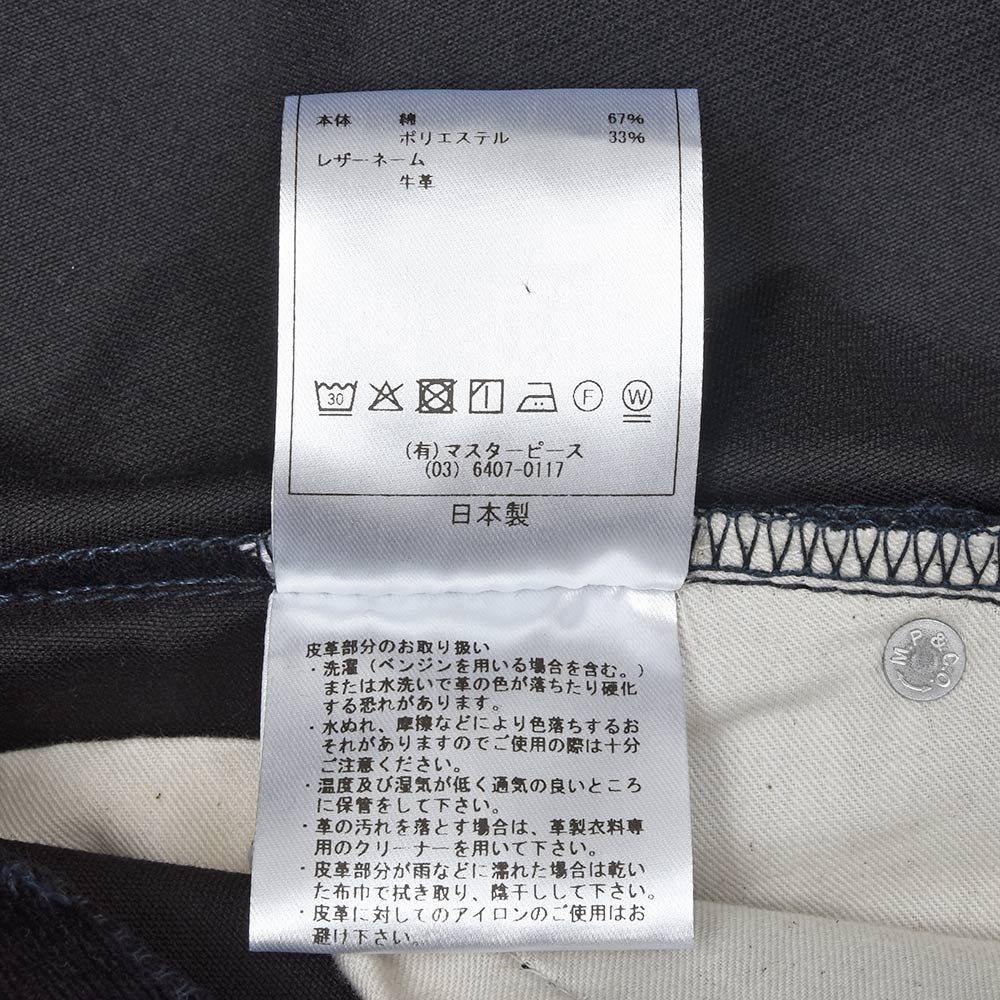 本体 綿 67%
ポリエステル 33%
レザーネーム
牛革
30 F W
(有)マスターピース
(03) 6407-0117
日本製
皮革部分のお取り扱い
・洗濯(ベンジンを用いる場合を含む。)
または水洗いで革の色が落ちたり硬化
する恐れがあります。
・水ぬれ、摩擦などにより色落ちするお
それがありますのでご使用の際は十分
ご注意ください。
・温度及び湿気が低く通気の良いところ
に保管をして下さい。
・革の汚れを落とす場合は、革製衣料専
用のクリーナーを用いて下さい。
・皮革部分が雨などに濡れた場合は乾い
た布巾で拭き取り、陰干しして下さい。
・皮革に対してのアイロンのご使用はお
避け下さい。
MP&CO